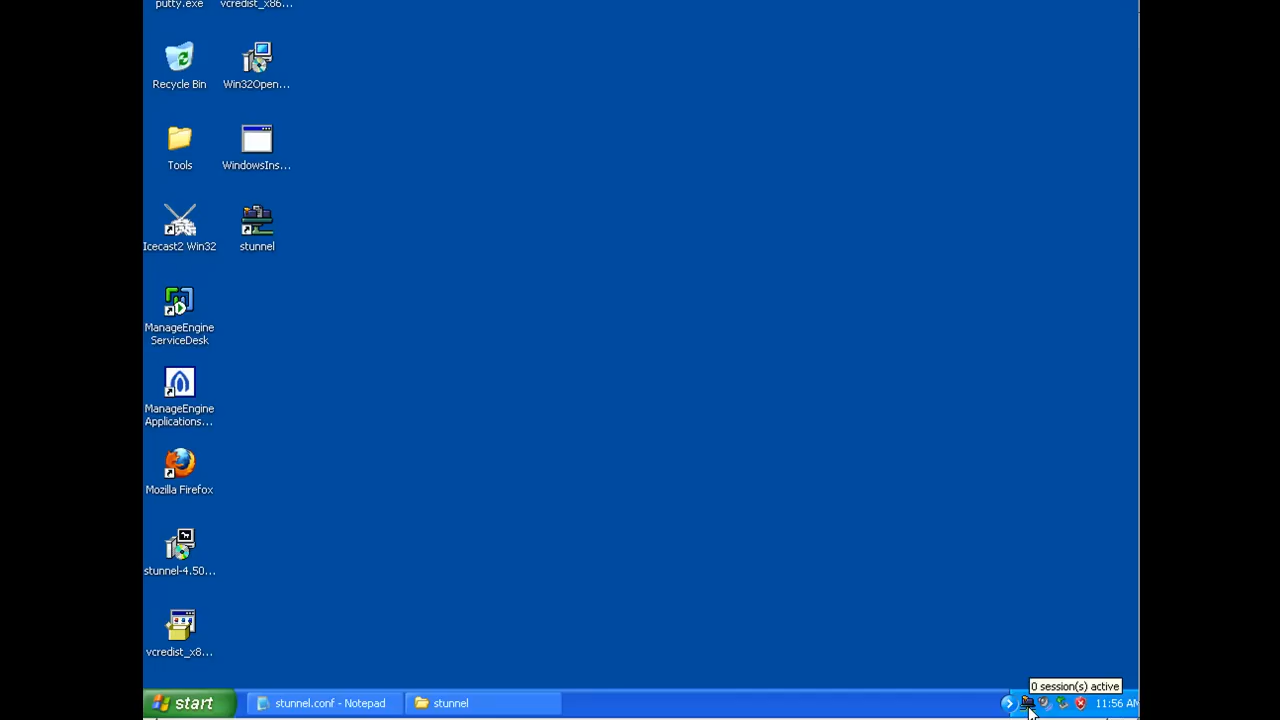 putty.exe
vcredist_x86...
Recycle Bin
Win32Open...
Tools
WindowsIns...
Icecast2 Win32
stunnel
ManageEngine
ServiceDesk
ManageEngine
Applications...
Mozilla Firefox
stunnel-4.50...
vcredist_x8...
0 session(s) active
start
stunnel.conf - Notepad
stunnel
11:56 AM